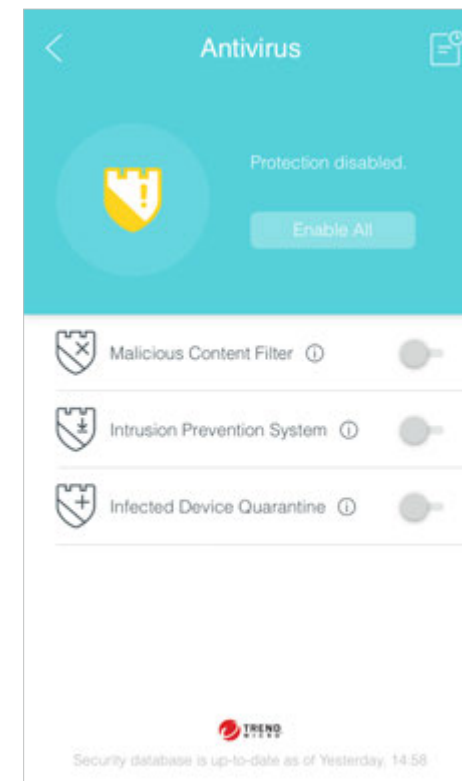 Antivirus
Protection disabled.
Enable All
Malicious Content Filter
Intrusion Prevention System
Infected Device Quarantine
TREND
MICRO
Security database is up-to-date as of Yesterday, 14:58